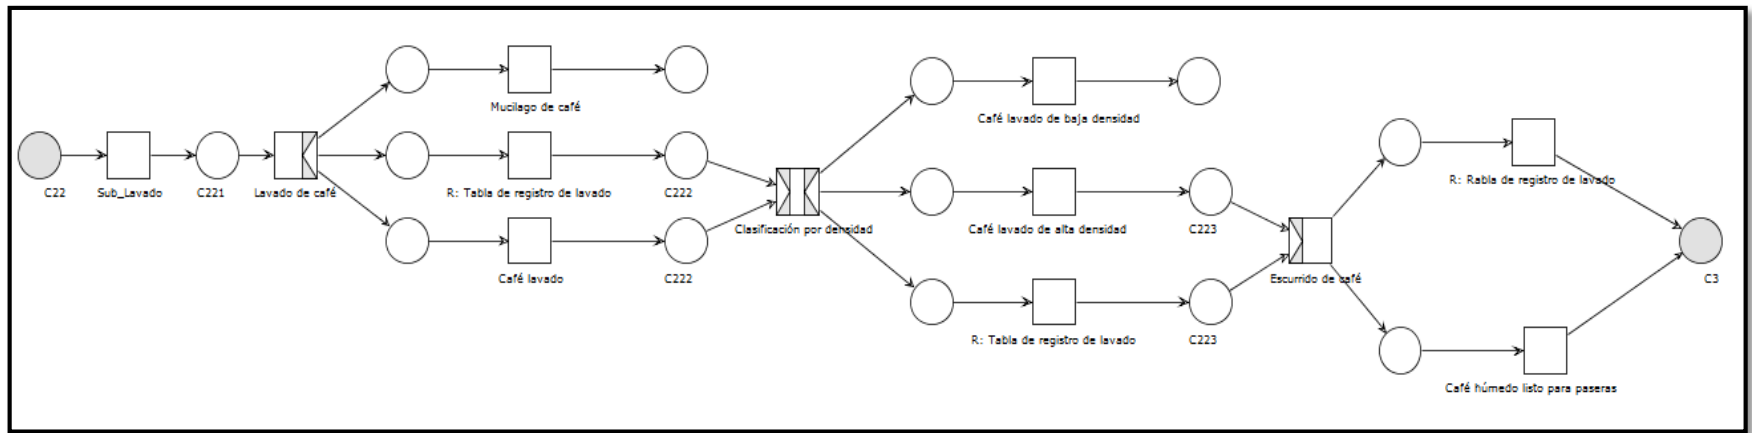 Mucilago de café
C22
Sub_Lavado
C221
Lavado de café
R: Tabla de registro de lavado
C222
Café lavado
C222
Clasificación por densidad
Café lavado de baja densidad
Café lavado de alta densidad
C223
R: Tabla de registro de lavado
C223
Escurrido de café
R: Rabla de registro de lavado
Café húmedo listo para paseras
C3